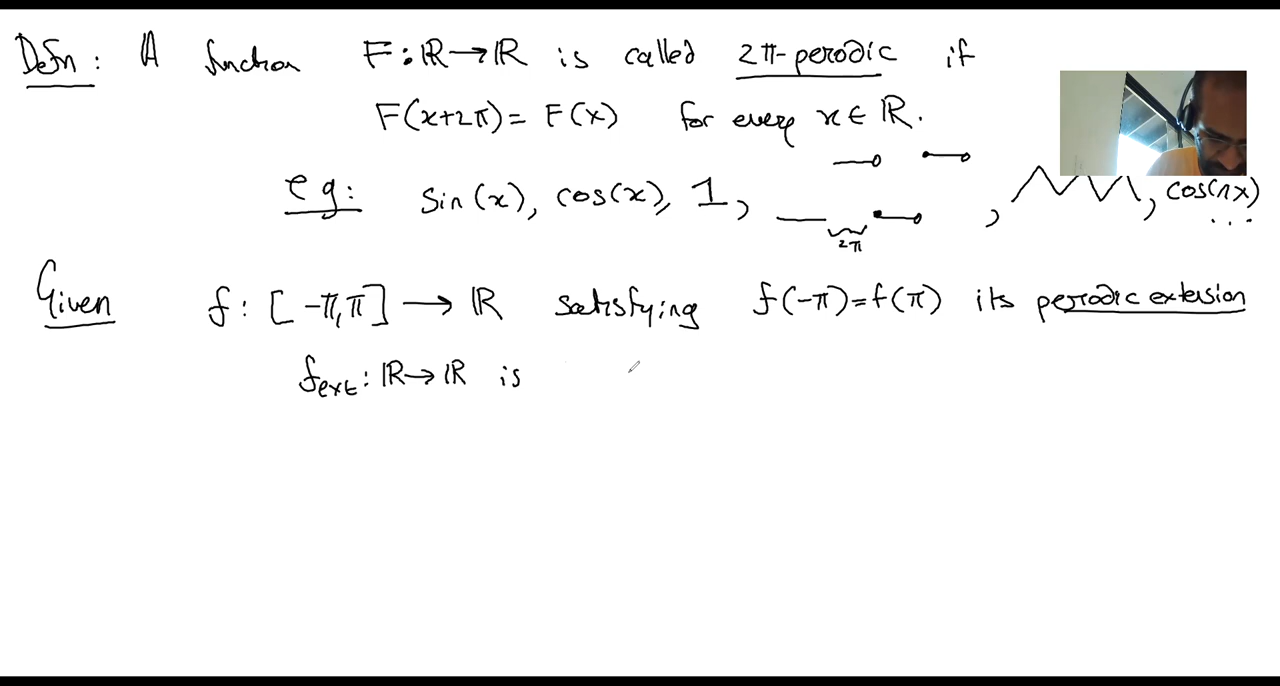 Defn: A function F:ℝ→ℝ is called 2π-perodic if
F(x+2π)= F(x) for every x∈ℝ.
eg: sin(x), cos(x), 1, , , cos(nx)
2π ...
Given f: [-π,π] → ℝ satisfying f(-π)=f(π) its periodic extension
f_ext: ℝ→ℝ is